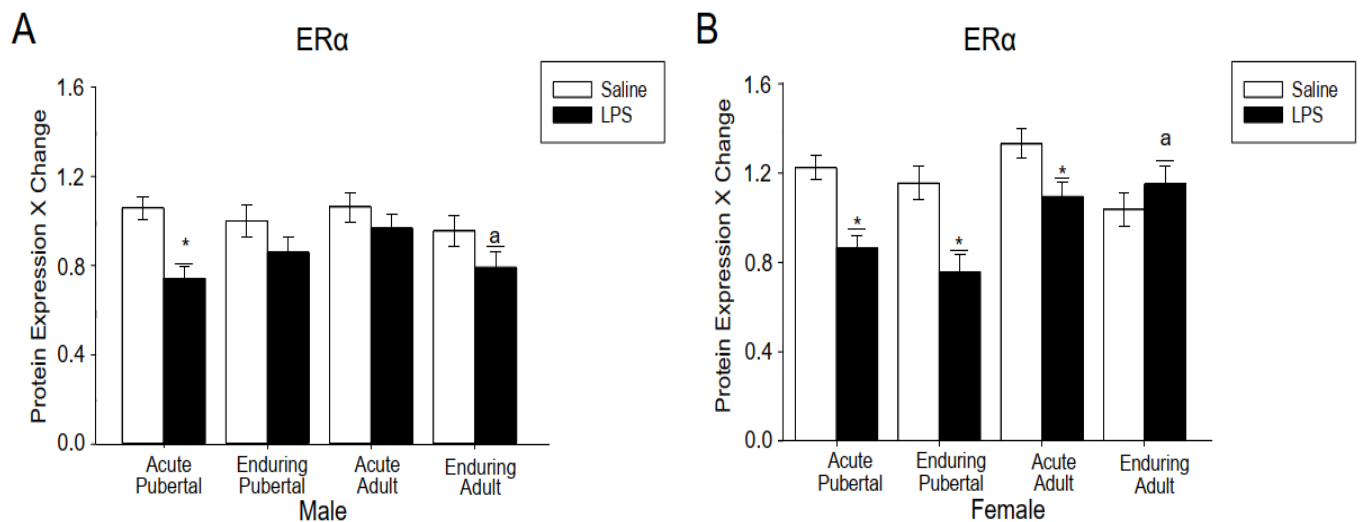 A
ERα
Saline
LPS
Protein Expression X Change
1.6
1.2
0.8
0.4
0.0
*
a
Acute
Pubertal
Enduring
Pubertal
Acute
Adult
Enduring
Adult
Male
B
ERα
Saline
LPS
Protein Expression X Change
1.6
1.2
0.8
0.4
0.0
*
*
*
a
Acute
Pubertal
Enduring
Pubertal
Acute
Adult
Enduring
Adult
Female